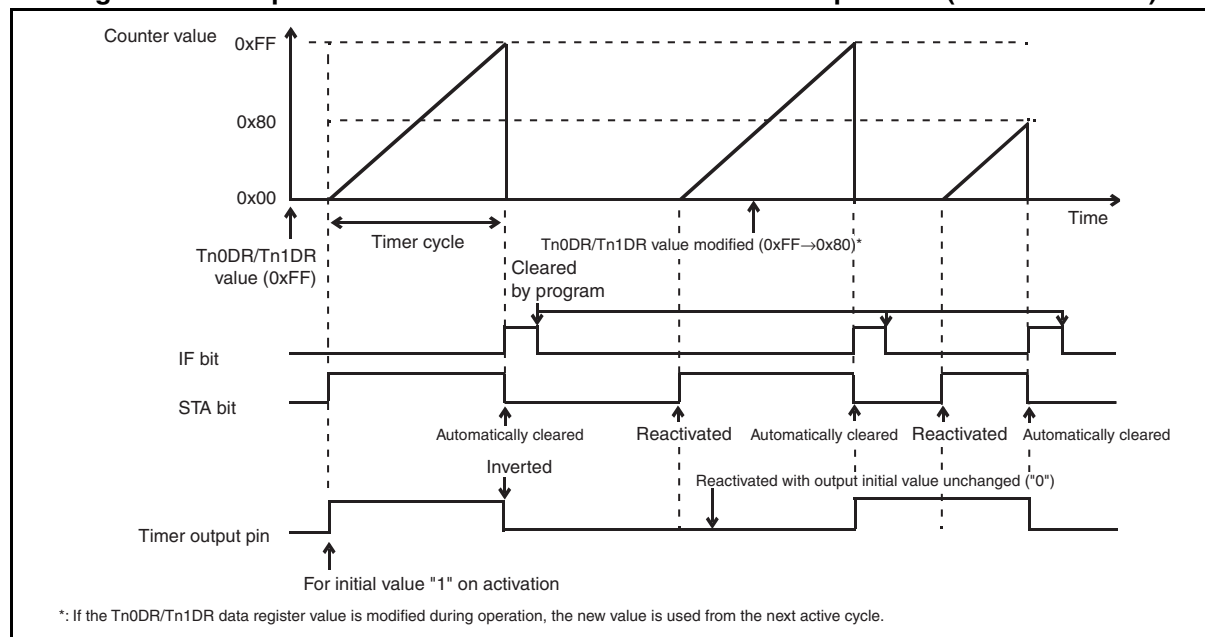 Counter value
0xFF
0x80
0x00
Time
Timer cycle
Tn0DR/Tn1DR value modified (0xFF→0x80)*
Tn0DR/Tn1DR
value (0xFF)
Cleared
by program
IF bit
STA bit
Automatically cleared
Reactivated
Automatically cleared
Reactivated
Automatically cleared
Inverted
Reactivated with output initial value unchanged ("0")
Timer output pin
For initial value "1" on activation
*: If the Tn0DR/Tn1DR data register value is modified during operation, the new value is used from the next active cycle.